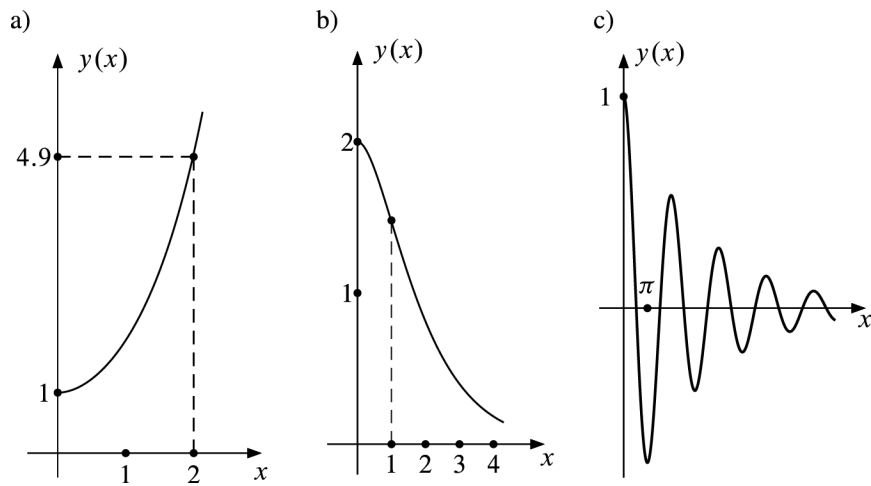 a)
y(x)
4.9
1
1 2 x
b)
y(x)
2
1
1 2 3 4 x
c)
y(x)
1
π
x